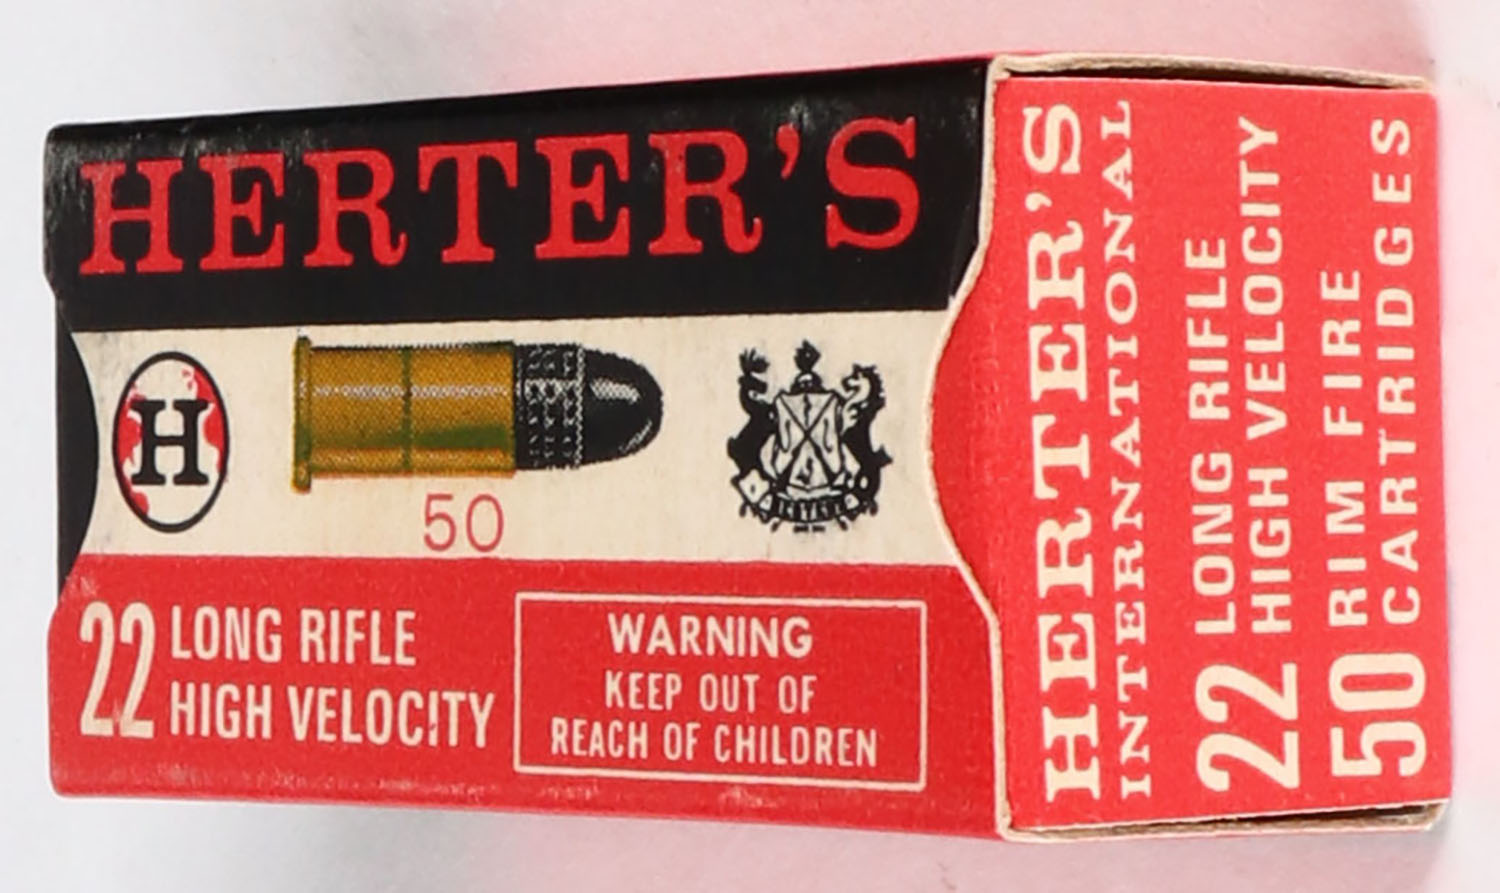 HERTER'S
H
50
22 LONG RIFLE
HIGH VELOCITY
WARNING
KEEP OUT OF
REACH OF CHILDREN
HERTER'S
INTERNATIONAL
22 LONG RIFLE
HIGH VELOCITY
50 RIM FIRE
CARTRIDGES